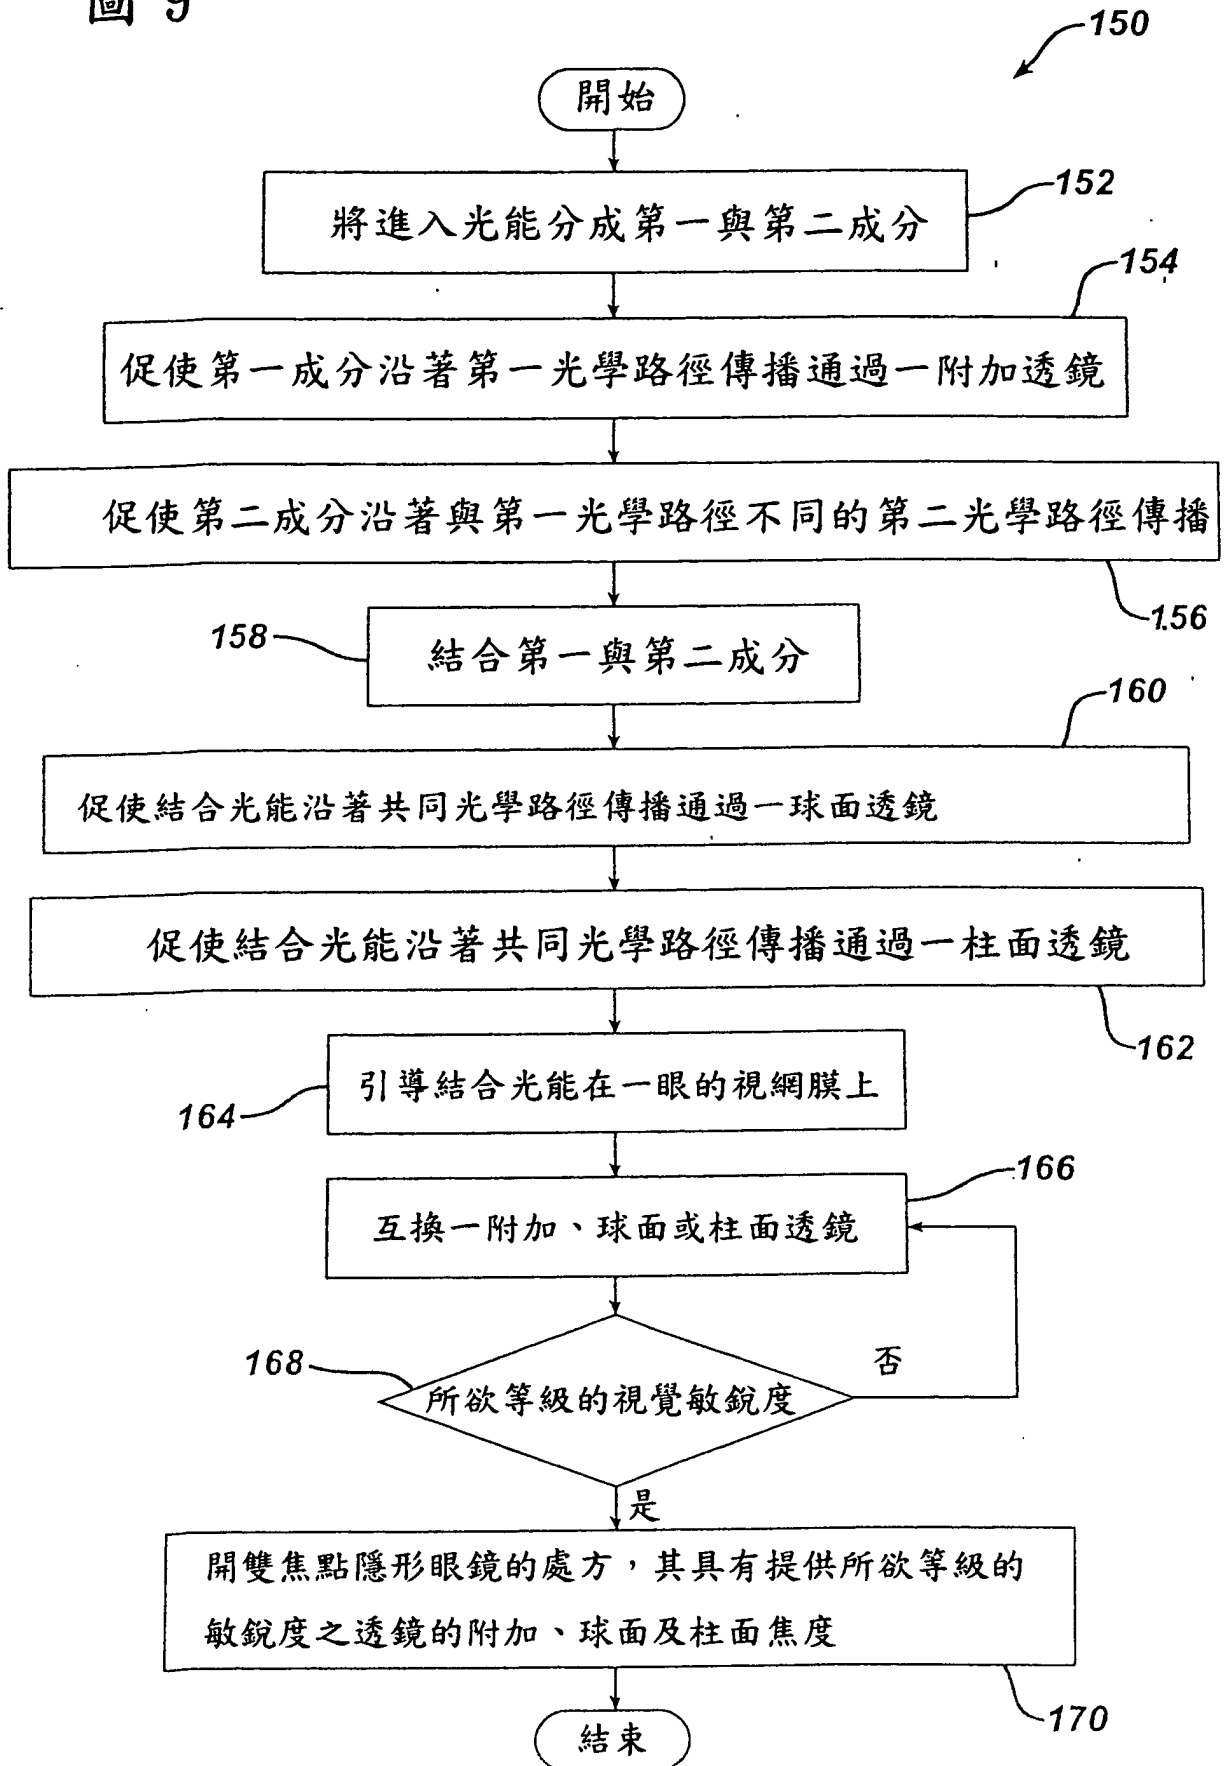 圖 9
150
開始
152
將進入光能分成第一與第二成分
154
促使第一成分沿著第一光學路徑傳播通過一附加透鏡
促使第二成分沿著與第一光學路徑不同的第二光學路徑傳播
156
158
結合第一與第二成分
160
促使結合光能沿著共同光學路徑傳播通過一球面透鏡
促使結合光能沿著共同光學路徑傳播通過一柱面透鏡
162
引導結合光能在一眼的視網膜上
164
166
互換一附加、球面或柱面透鏡
168
否
所欲等級的視覺敏銳度
是
開雙焦點隱形眼鏡的處方，其具有提供所欲等級的
敏銳度之透鏡的附加、球面及柱面焦度
170
結束